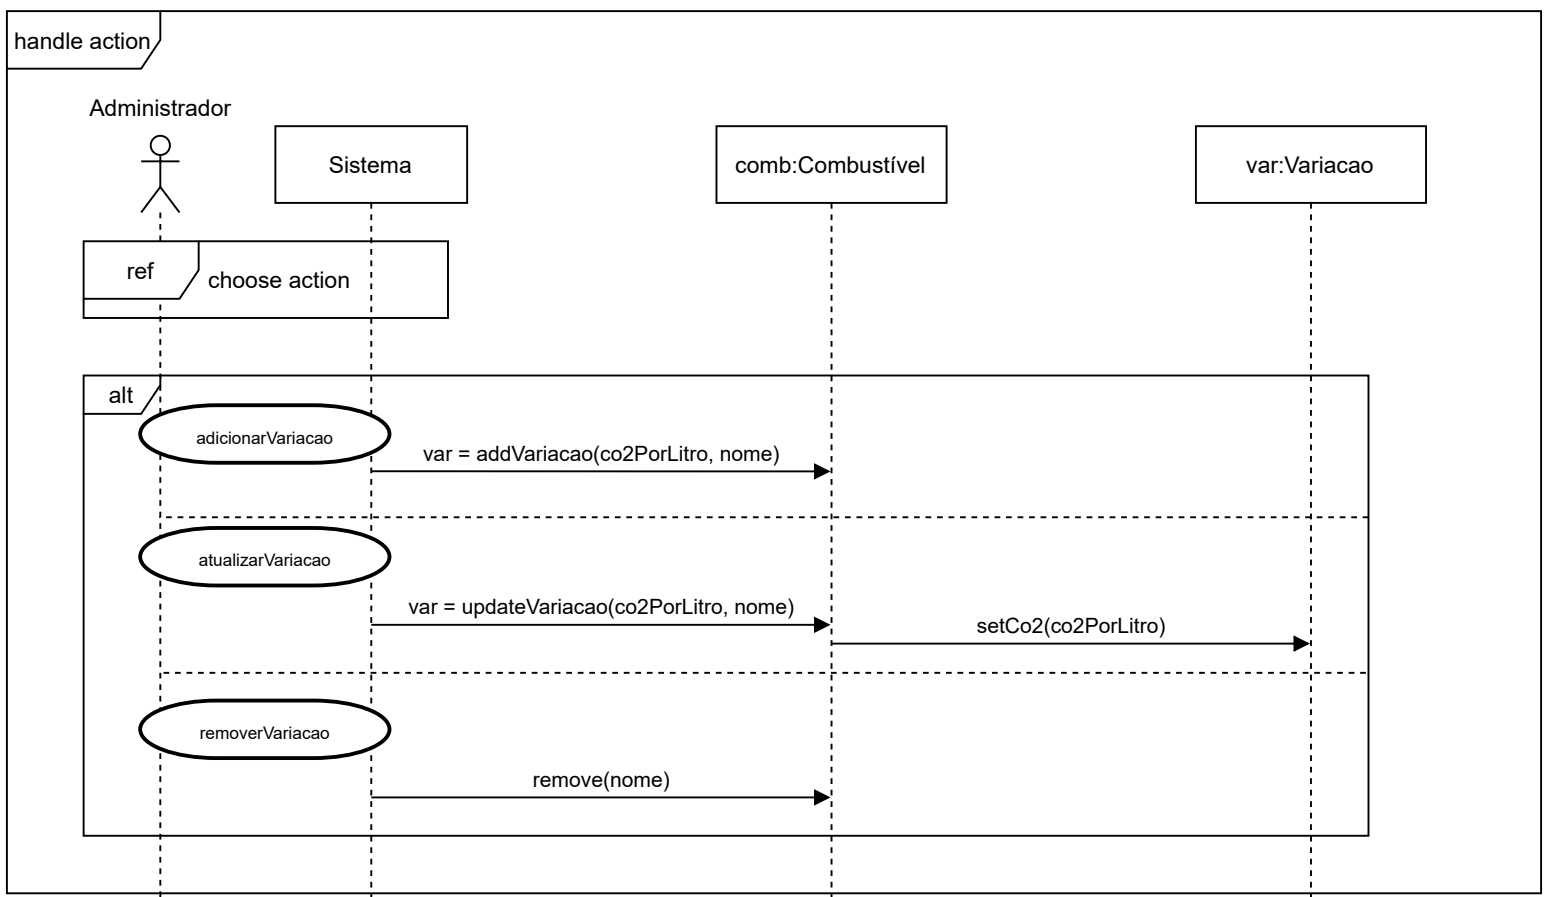 handle action
Administrador
Sistema
comb:Combustível
var:Variacao
ref
choose action
alt
adicionarVariacao
var = addVariacao(co2PorLitro, nome)
atualizarVariacao
var = updateVariacao(co2PorLitro, nome)
setCo2(co2PorLitro)
removerVariacao
remove(nome)